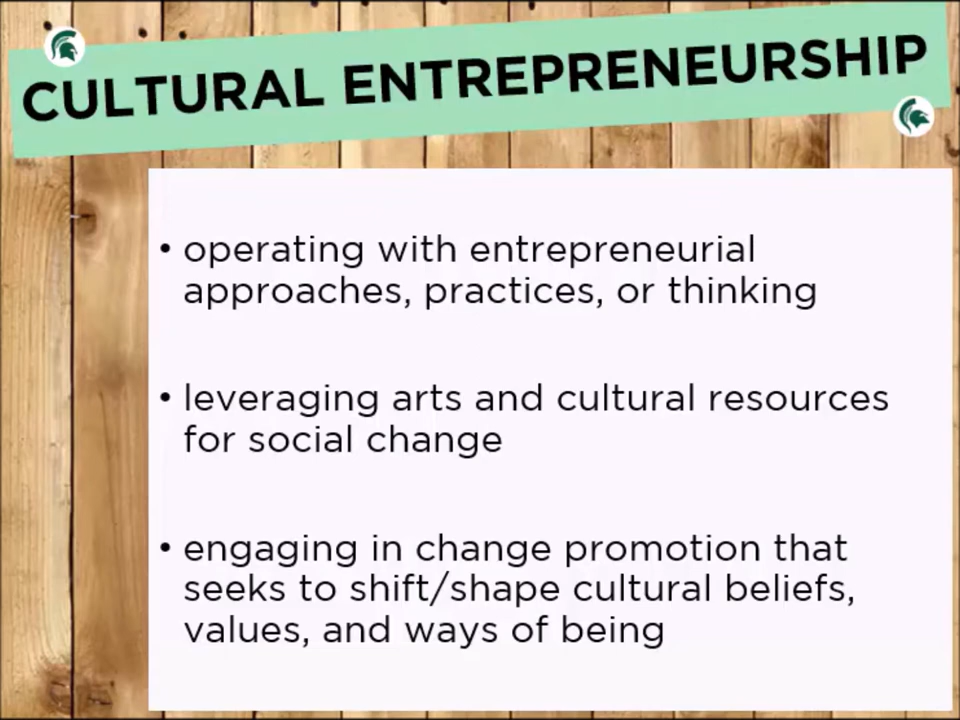 CULTURAL ENTREPRENEURSHIP
• operating with entrepreneurial
approaches, practices, or thinking
• leveraging arts and cultural resources
for social change
• engaging in change promotion that
seeks to shift/shape cultural beliefs,
values, and ways of being